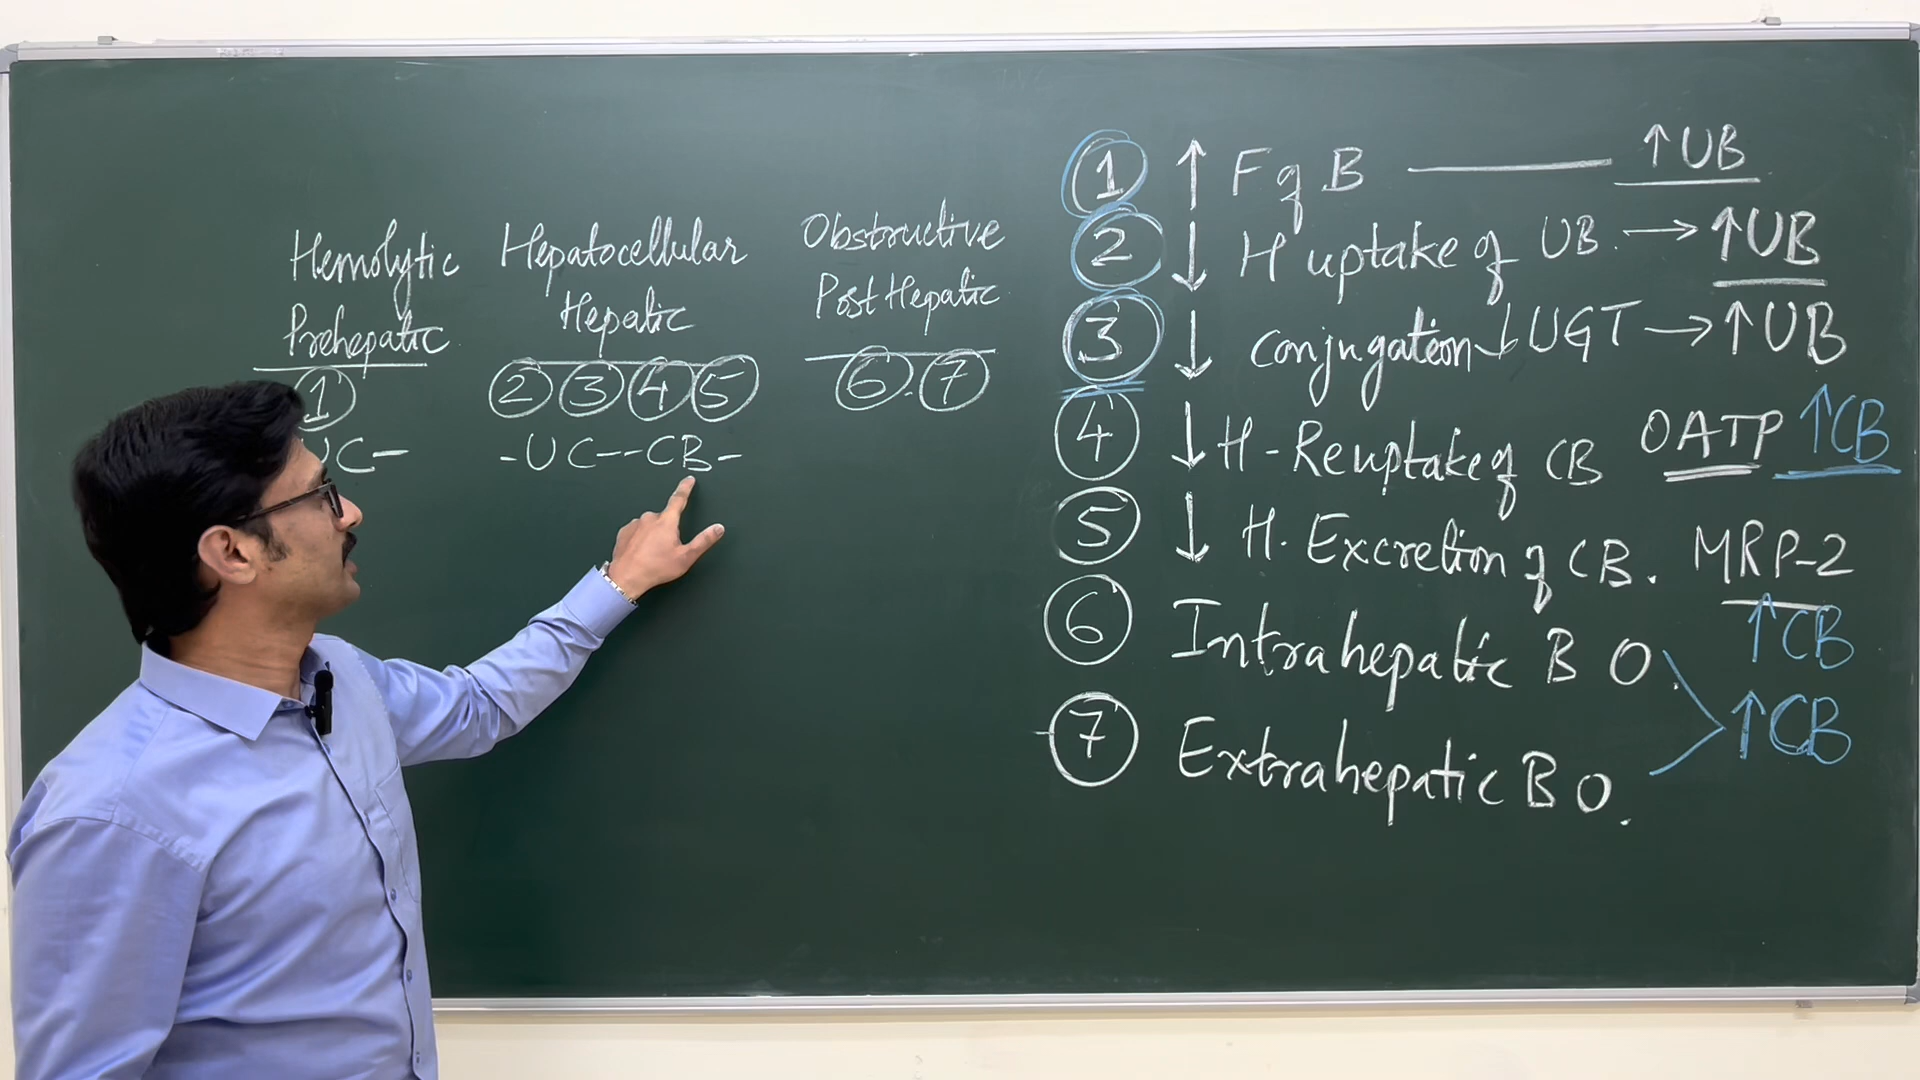 Hemolytic
Prehepatic
1
UC-
Hepatocellular
Hepatic
2 3 4 5
-UC--CB-
Obstructive
Post Hepatic
6.7
1 ↑ F of B —— ↑UB
2 ↓ H uptake of UB. → ↑UB
3 ↓ Conjugation ↓UGT → ↑UB
4 ↓ H-Reuptake of CB OATP ↑CB
5 ↓ H. Excretion of CB. MRP-2
↑CB
6 Intrahepatic B O.
↑CB
7 Extrahepatic B O.